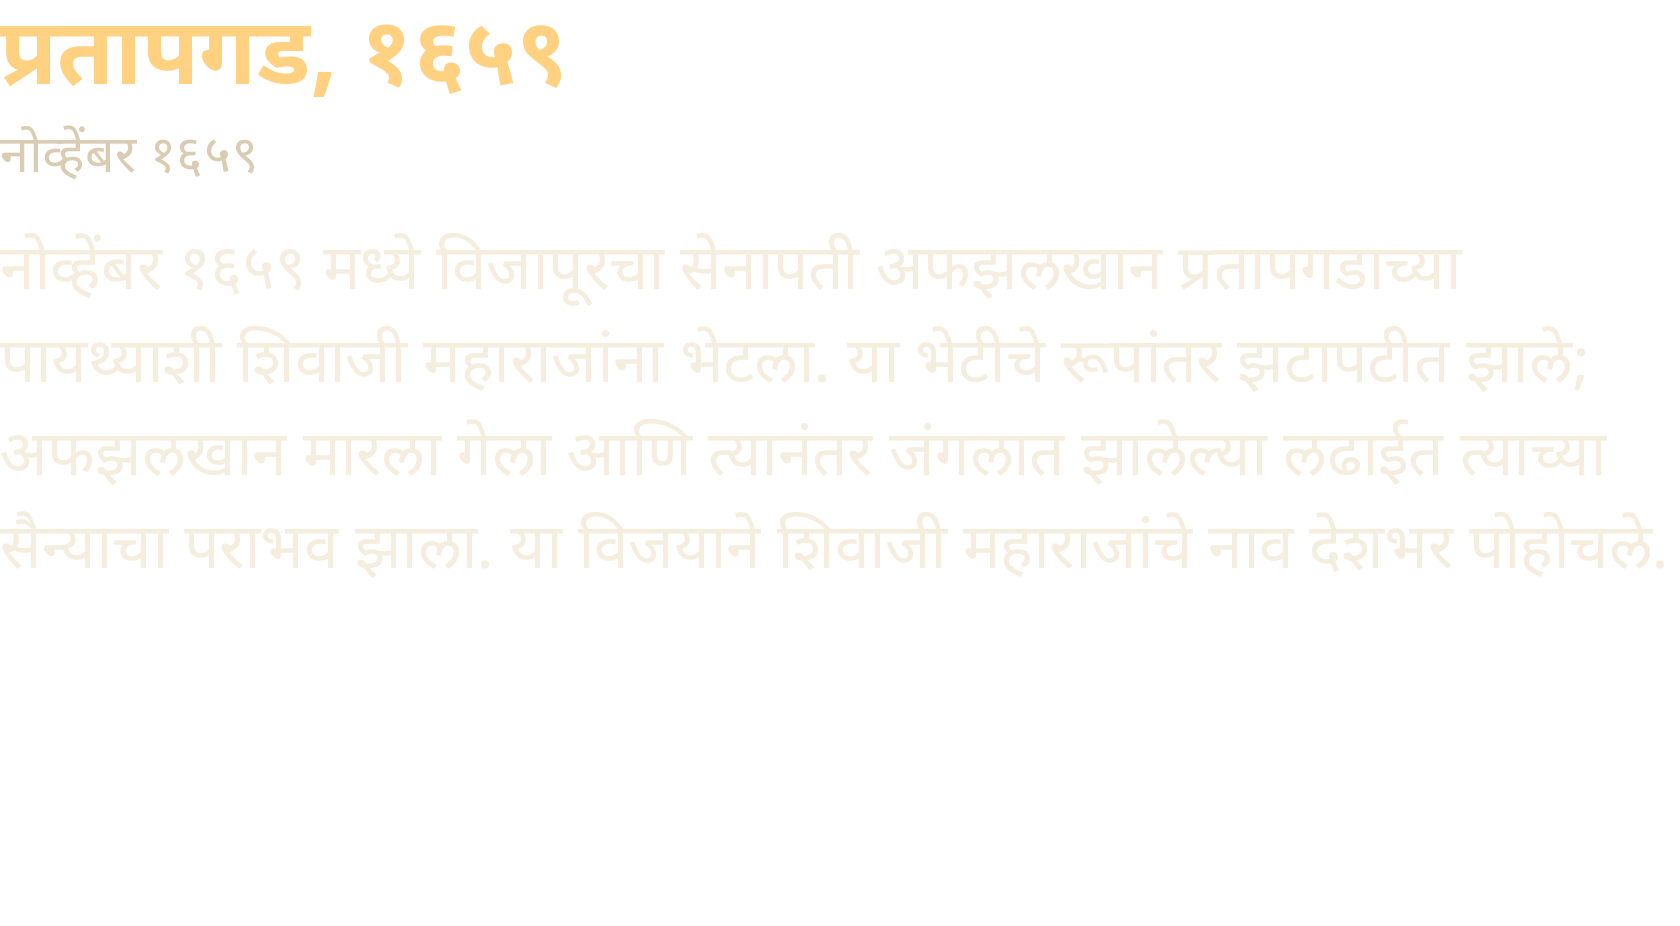 प्रतापगड, १६५९
नोव्हेंबर १६५९
नोव्हेंबर १६५९ मध्ये विजापूरचा सेनापती अफझलखान प्रतापगडाच्या
पायथ्याशी शिवाजी महाराजांना भेटला. या भेटीचे रूपांतर झटापटीत झाले;
अफझलखान मारला गेला आणि त्यानंतर जंगलात झालेल्या लढाईत त्याच्या
सैन्याचा पराभव झाला. या विजयाने शिवाजी महाराजांचे नाव देशभर पोहोचले.